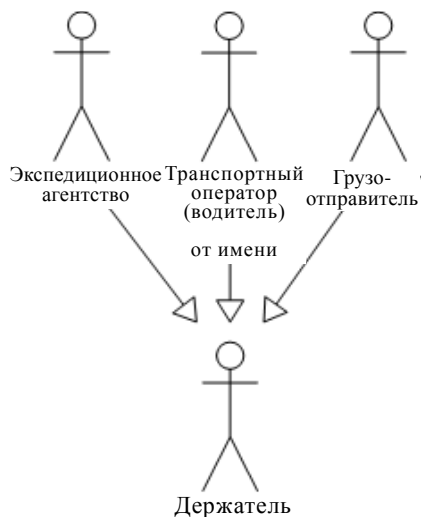 Экспедиционное
агентство
Транспортный
оператор
(водитель)
Грузо-
отправитель
от имени
Держатель